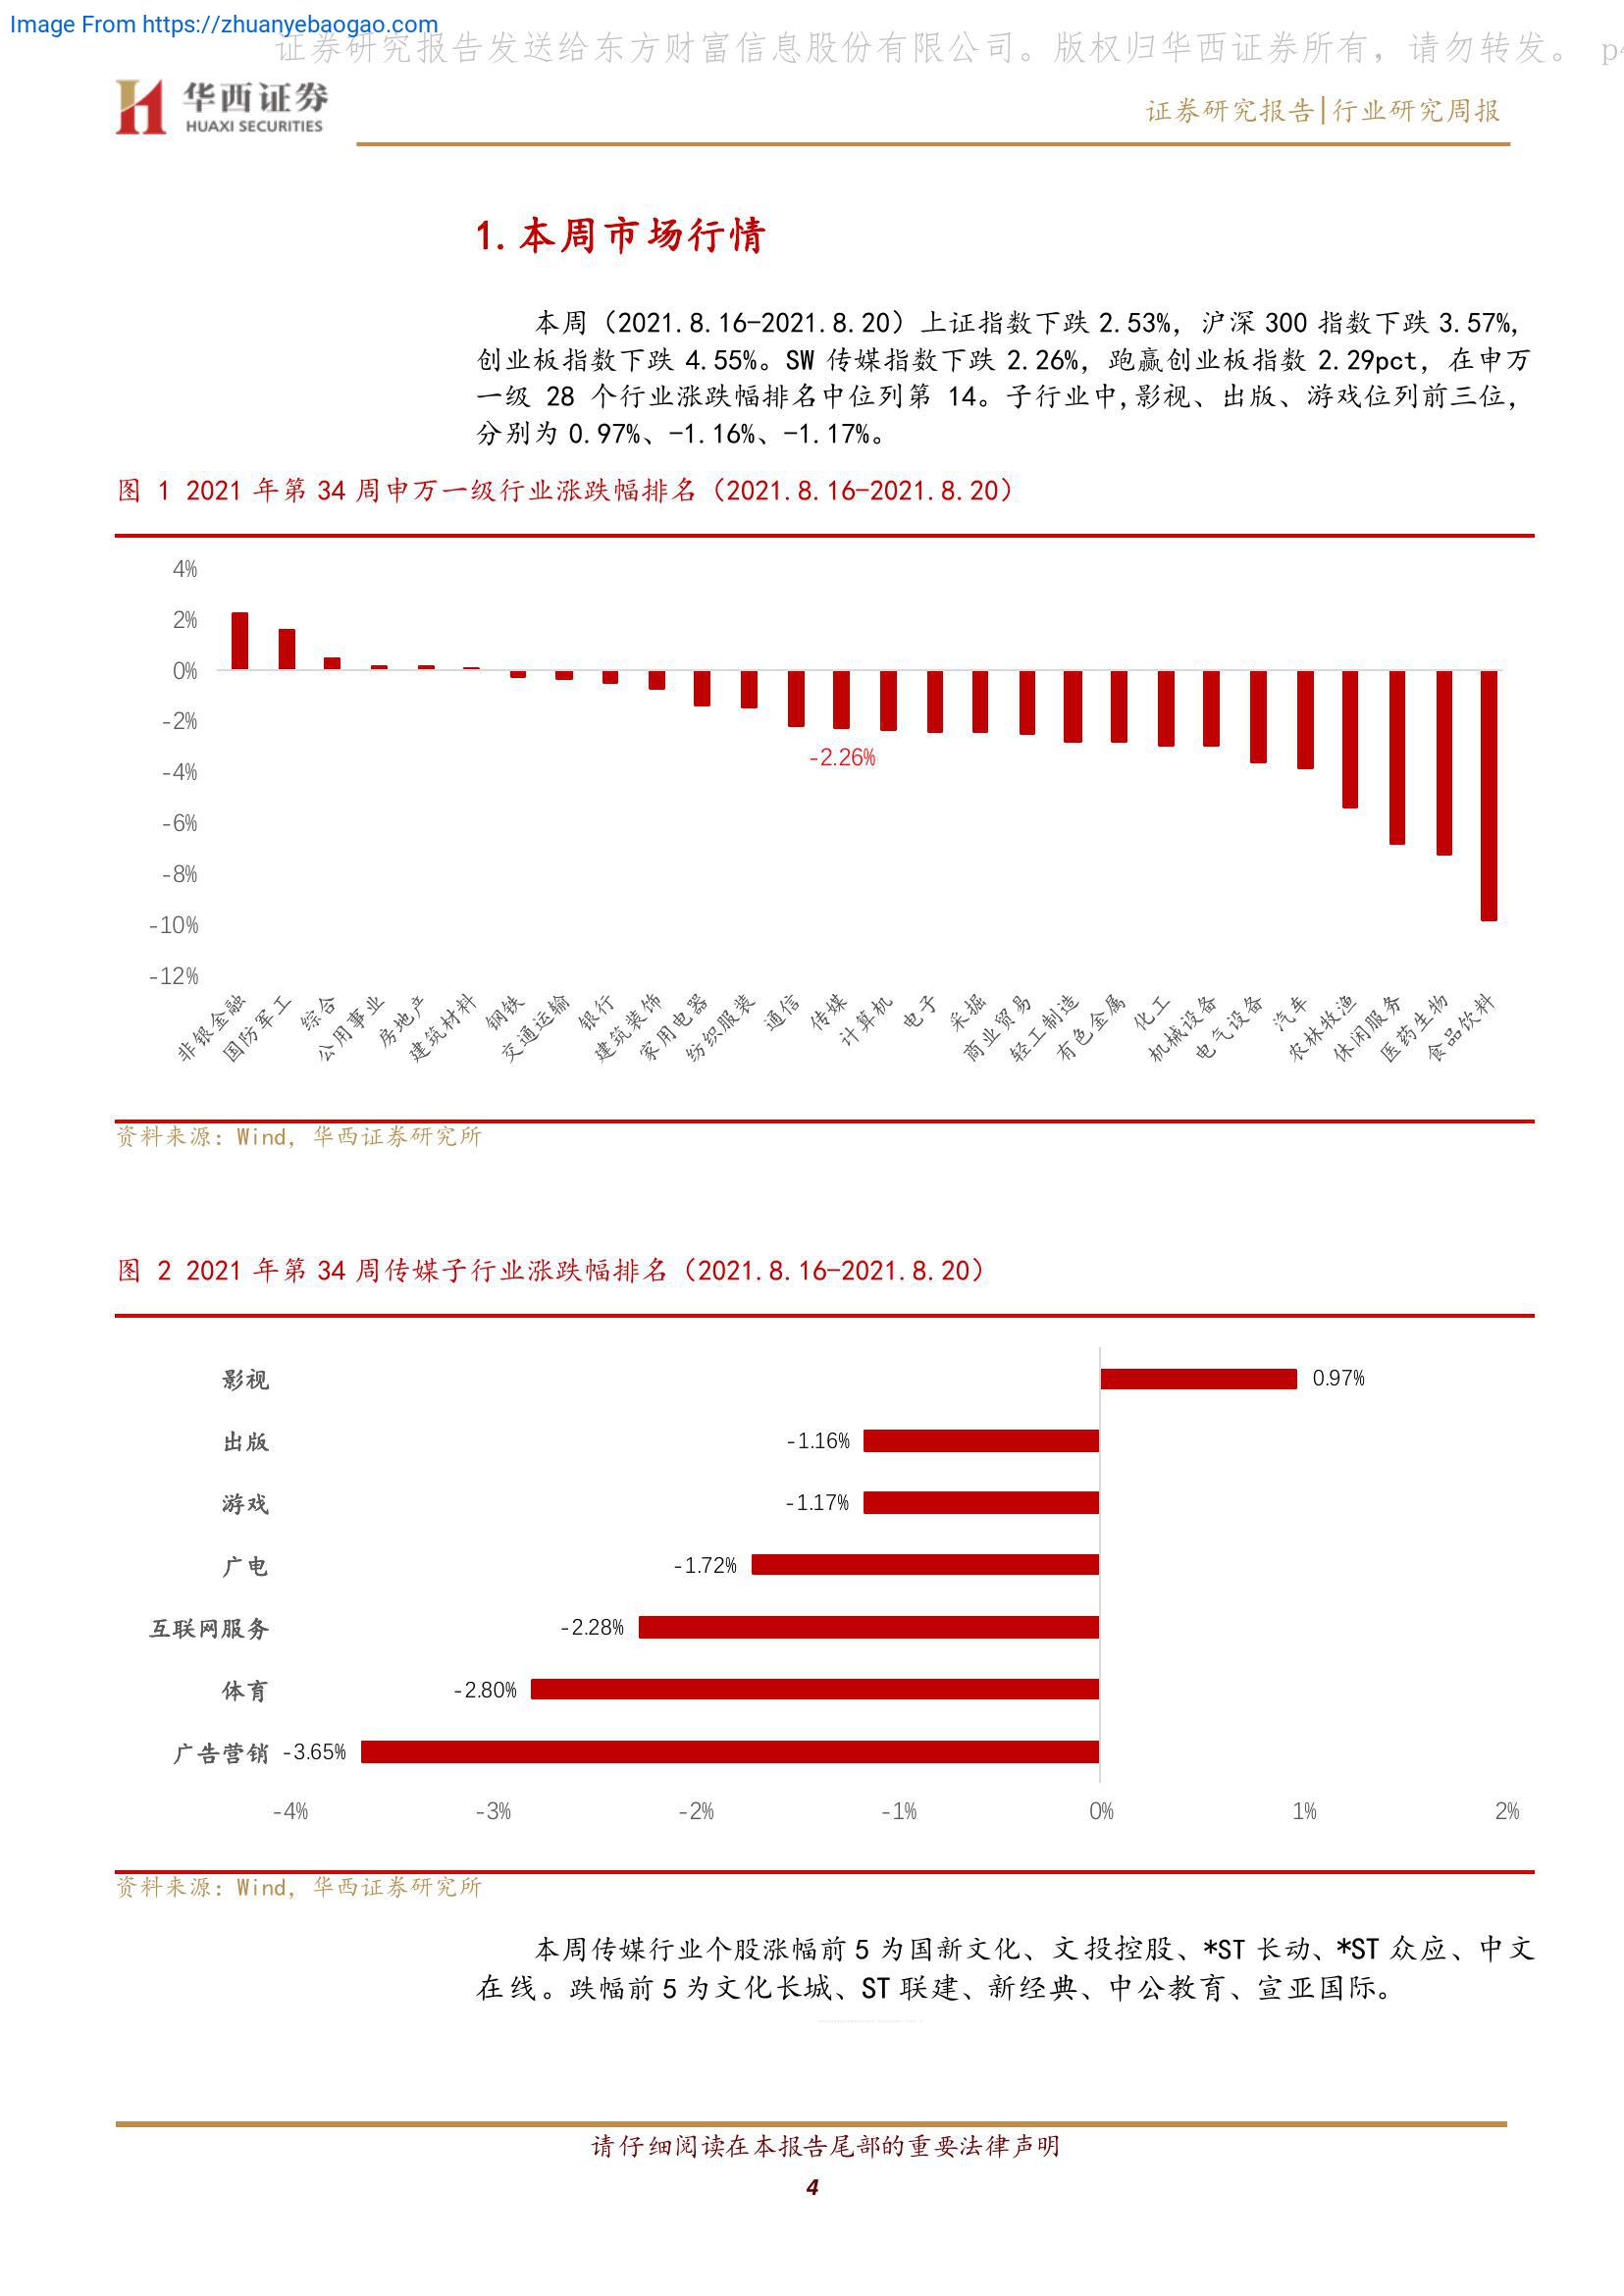 Image From https://zhuanyebaogao.com
证券研究报告发送给东方财富信息股份有限公司。版权归华西证券所有，请勿转发。 p4
华西证券
HUAXI SECURITIES
证券研究报告|行业研究周报
1.本周市场行情
本周（2021.8.16-2021.8.20）上证指数下跌 2.53%，沪深 300 指数下跌 3.57%，
创业板指数下跌 4.55%。SW 传媒指数下跌 2.26%，跑赢创业板指数 2.29pct，在申万
一级 28 个行业涨跌幅排名中位列第 14。子行业中,影视、出版、游戏位列前三位，
分别为 0.97%、-1.16%、-1.17%。
图 1 2021 年第 34 周申万一级行业涨跌幅排名（2021.8.16-2021.8.20）
4%
2%
0%
-2%
-4%
-6%
-8%
-10%
-12%
-2.26%
非银金融
国防军工
综合
公用事业
房地产
建筑材料
钢铁
交通运输
银行
建筑装饰
家用电器
纺织服装
通信
传媒
计算机
电子
采掘
商业贸易
轻工制造
有色金属
化工
机械设备
电气设备
汽车
农林牧渔
休闲服务
医药生物
食品饮料
资料来源：Wind，华西证券研究所
图 2 2021 年第 34 周传媒子行业涨跌幅排名（2021.8.16-2021.8.20）
影视 0.97%
出版 -1.16%
游戏 -1.17%
广电 -1.72%
互联网服务 -2.28%
体育 -2.80%
广告营销 -3.65%
-4% -3% -2% -1% 0% 1% 2%
资料来源：Wind，华西证券研究所
本周传媒行业个股涨幅前 5 为国新文化、文投控股、*ST 长动、*ST 众应、中文
在线。跌幅前 5 为文化长城、ST 联建、新经典、中公教育、宣亚国际。
请仔细阅读在本报告尾部的重要法律声明
4